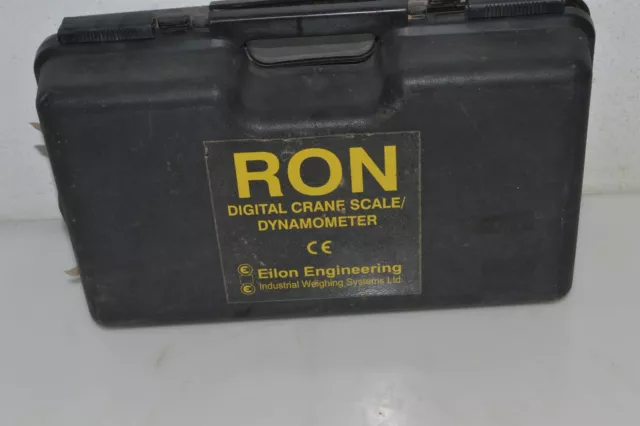 RON
DIGITAL CRANE SCALE/
DYNAMOMETER
CE
Eilon Engineering
Industrial Weighing Systems Ltd.